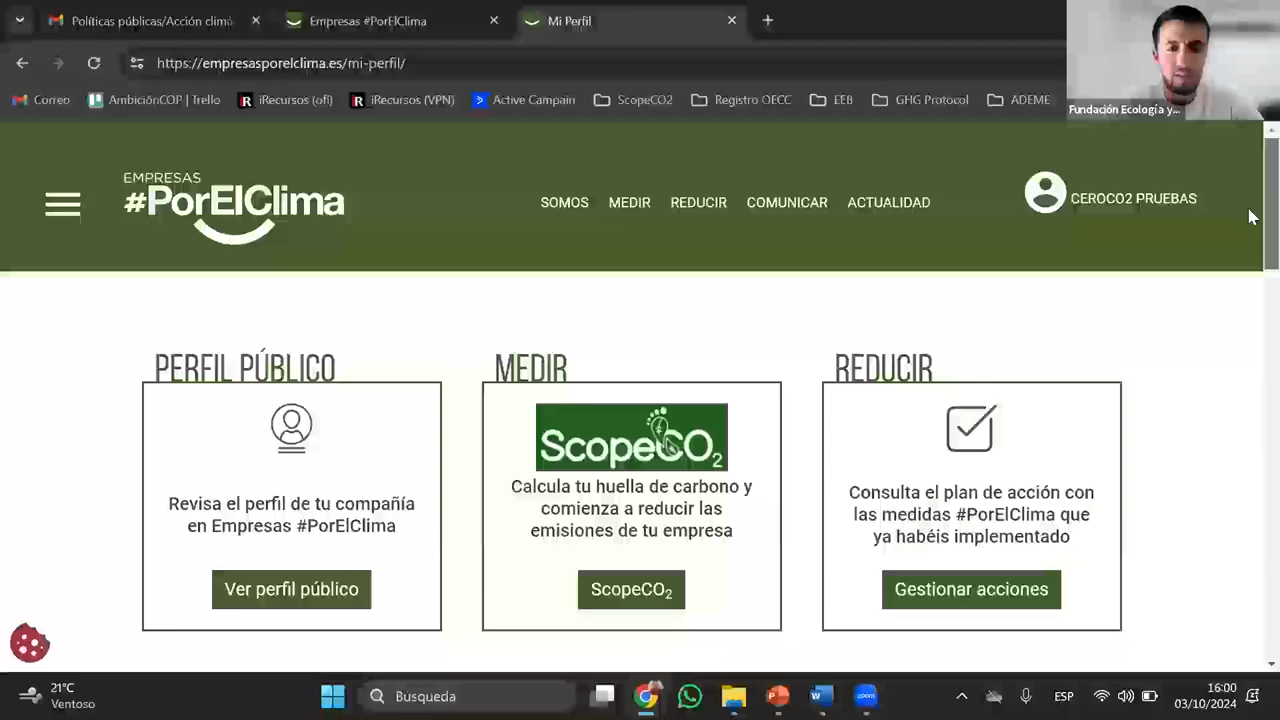 Políticas públicas/Acción climá
Empresas #PorElClima
Mi Perfil
https://empresasporelclima.es/mi-perfil/
Correo
AmbiciónCOP | Trello
iRecursos (ofi)
iRecursos (VPN)
Active Campain
ScopeCO2
Registro OECC
EEB
GHG Protocol
ADEME
Fundación Ecología y...
EMPRESAS
#PorElClima
SOMOS
MEDIR
REDUCIR
COMUNICAR
ACTUALIDAD
CEROCO2 PRUEBAS
PERFIL PÚBLICO
Revisa el perfil de tu compañía
en Empresas #PorElClima
Ver perfil público
MEDIR
ScopeCO2
Calcula tu huella de carbono y
comienza a reducir las
emisiones de tu empresa
ScopeCO2
REDUCIR
Consulta el plan de acción con
las medidas #PorElClima que
ya habéis implementado
Gestionar acciones
21°C
Ventoso
Búsqueda
zoom
ESP
16:00
03/10/2024